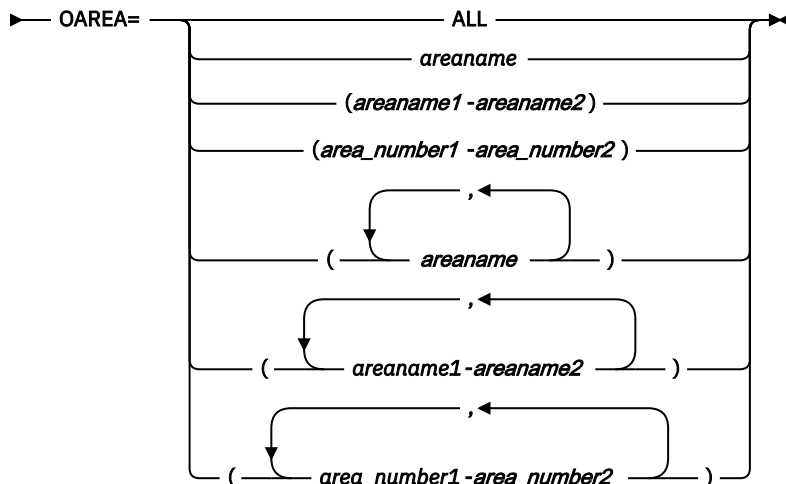 OAREA= ALL
areaname
(areaname1-areaname2)
(area_number1 -area_number2)
,
( areaname )
,
( areaname1-areaname2 )
,
( area_number1-area_number2 )